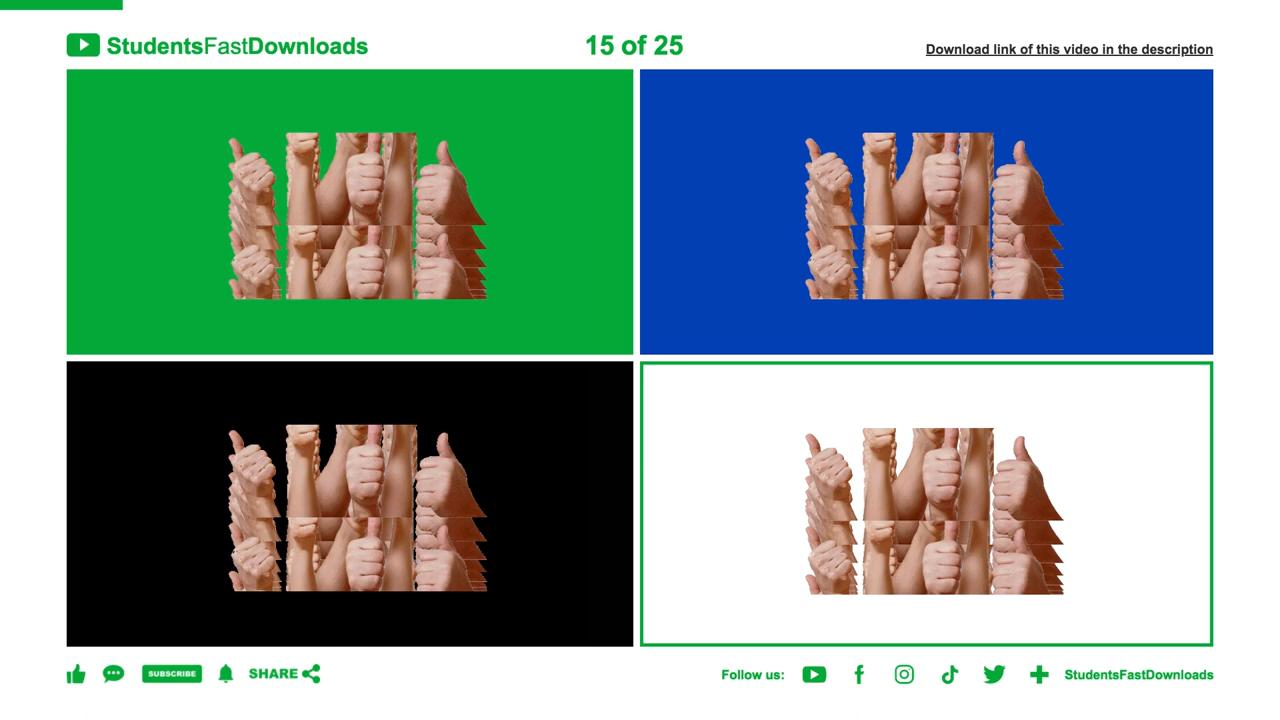 StudentsFastDownloads
15 of 25
Download link of this video in the description
SUBSCRIBE
SHARE
Follow us:
StudentsFastDownloads